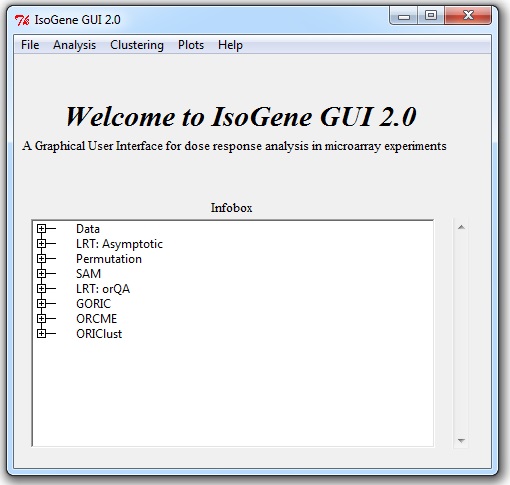 IsoGene GUI 2.0
File Analysis Clustering Plots Help
Welcome to IsoGene GUI 2.0
A Graphical User Interface for dose response analysis in microarray experiments
Infobox
Data
LRT: Asymptotic
Permutation
SAM
LRT: orQA
GORIC
ORCME
ORIClust